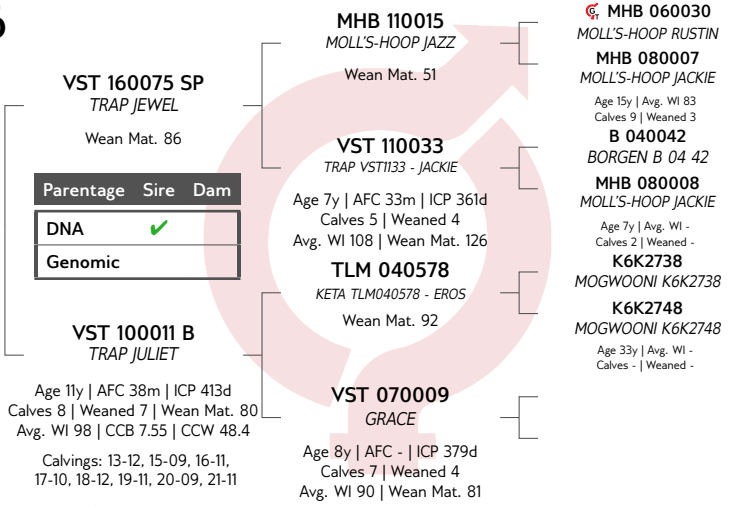 VST 160075 SP
TRAP JEWEL
Wean Mat. 86
Parentage Sire Dam
DNA ✔
Genomic
VST 100011 B
TRAP JULIET
Age 11y | AFC 38m | ICP 413d
Calves 8 | Weaned 7 | Wean Mat. 80
Avg. WI 98 | CCB 7.55 | CCW 48.4
Calvings: 13-12, 15-09, 16-11,
17-10, 18-12, 19-11, 20-09, 21-11
MHB 110015
MOLL'S-HOOP JAZZ
Wean Mat. 51
VST 110033
TRAP VST1133 - JACKIE
Age 7y | AFC 33m | ICP 361d
Calves 5 | Weaned 4
Avg. WI 108 | Wean Mat. 126
TLM 040578
KETA TLM040578 - EROS
Wean Mat. 92
VST 070009
GRACE
Age 8y | AFC - | ICP 379d
Calves 7 | Weaned 4
Avg. WI 90 | Wean Mat. 81
MHB 060030
MOLL'S-HOOP RUSTIN
MHB 080007
MOLL'S-HOOP JACKIE
Age 15y | Avg. WI 83
Calves 9 | Weaned 3
B 040042
BORGEN B 04 42
MHB 080008
MOLL'S-HOOP JACKIE
Age 7y | Avg. WI -
Calves 2 | Weaned -
K6K2738
MOGWOONI K6K2738
K6K2748
MOGWOONI K6K2748
Age 33y | Avg. WI -
Calves - | Weaned -